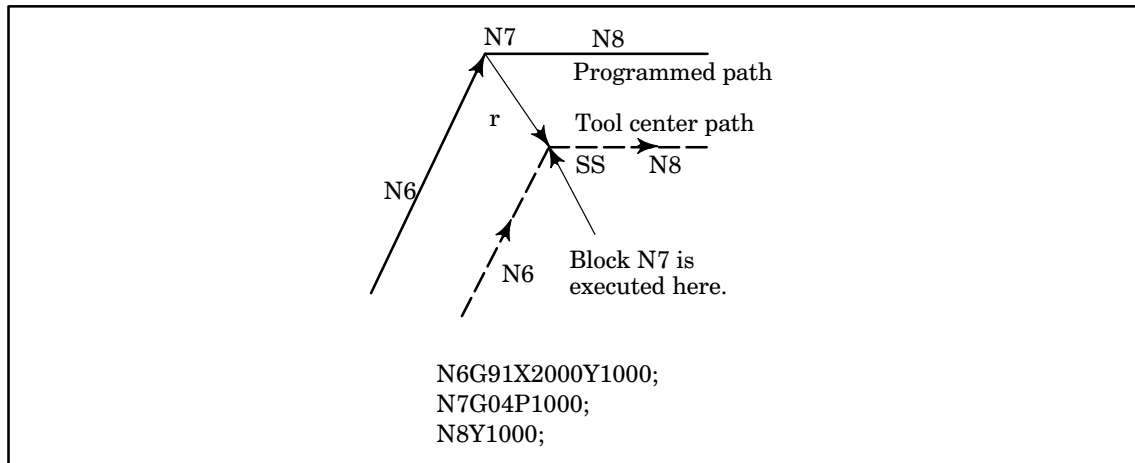 N7
N8
Programmed path
r
Tool center path
SS
N8
N6
N6
Block N7 is
executed here.
N6G91X2000Y1000;
N7G04P1000;
N8Y1000;